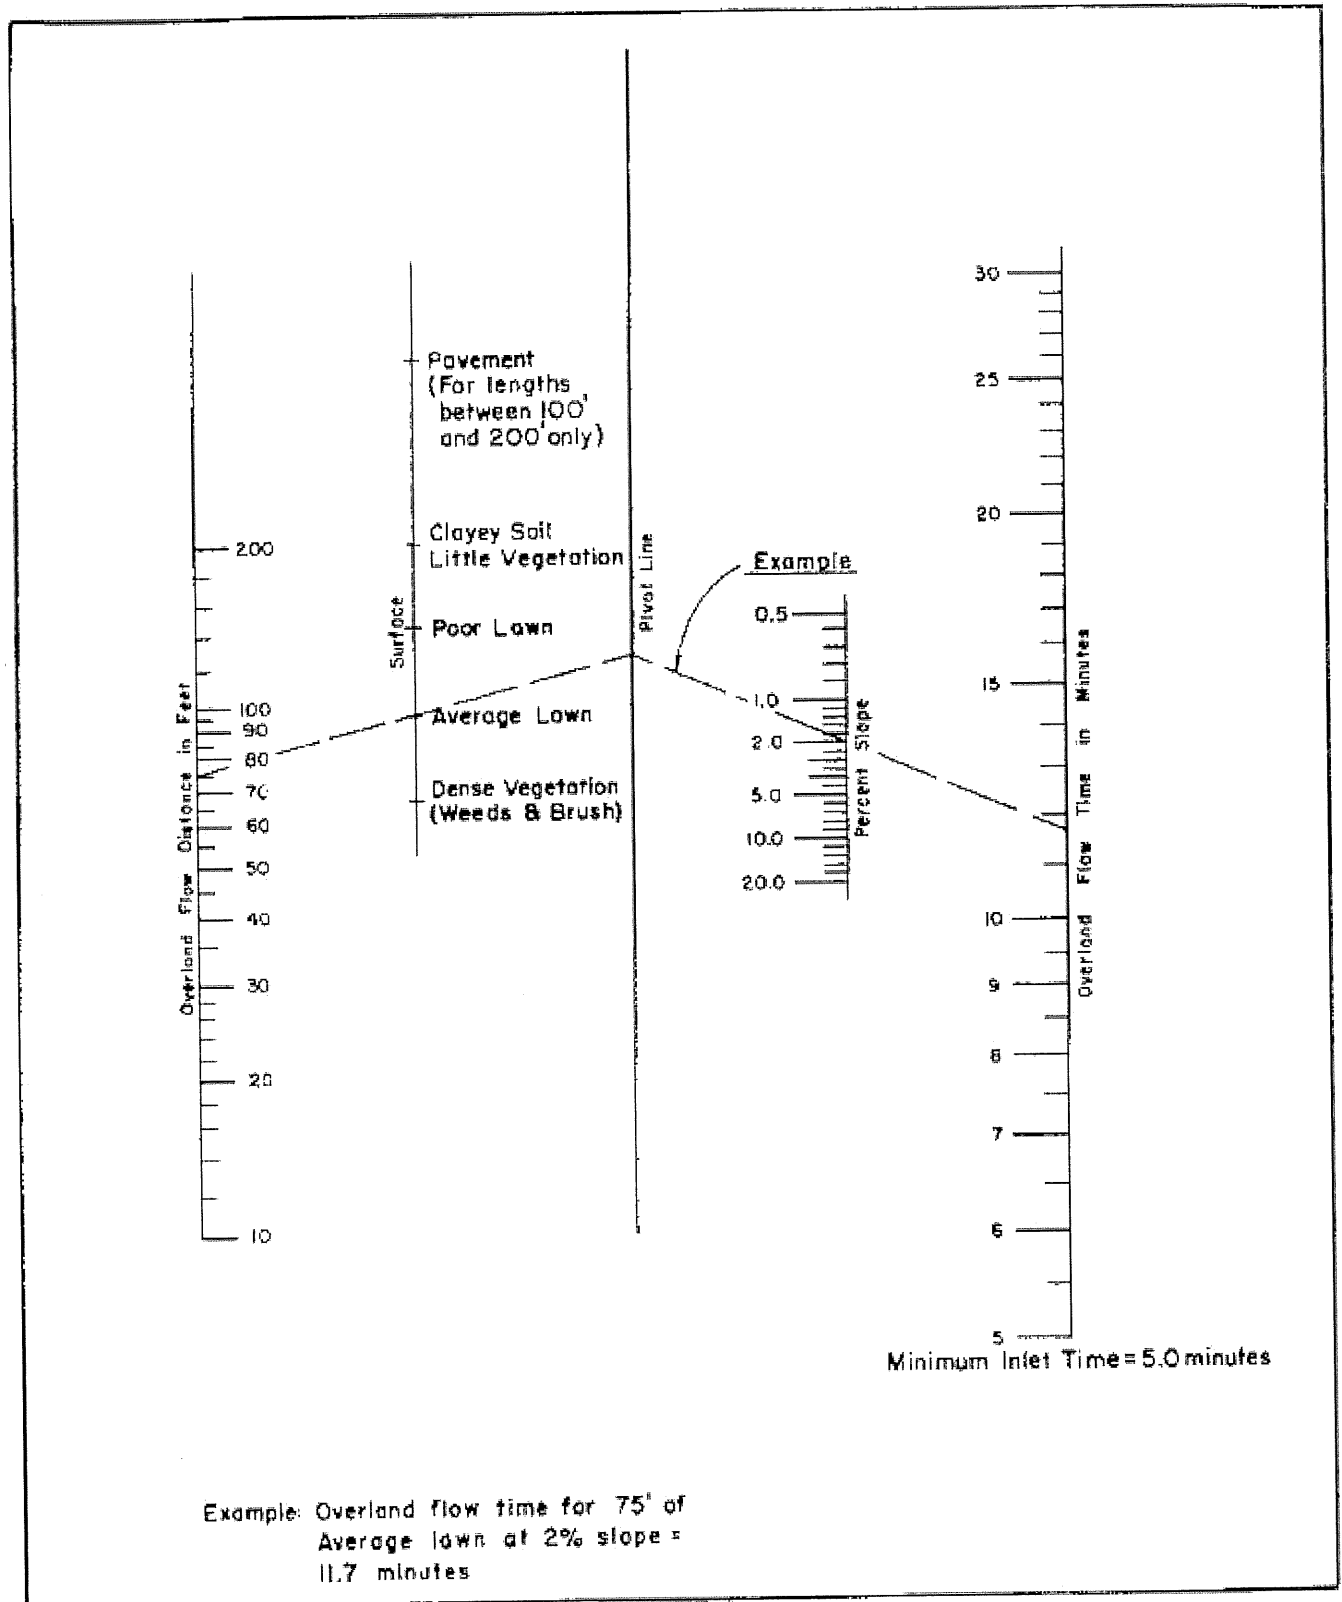 Pavement
(For lengths
between 100'
and 200' only)
Clayey Soil
Little Vegetation
Poor Lawn
Average Lawn
Dense Vegetation
(Weeds & Brush)
Surface
Overland Flow Distance in Feet
200
100
90
80
70
60
50
40
30
20
10
Pivot Line
Example
0.5
1.0
2.0
5.0
10.0
20.0
Percent Slope
30
25
20
15
10
9
8
7
6
5
Overland Flow Time in Minutes
Minimum Inlet Time = 5.0 minutes
Example: Overland flow time for 75' of
Average lawn at 2% slope =
11.7 minutes